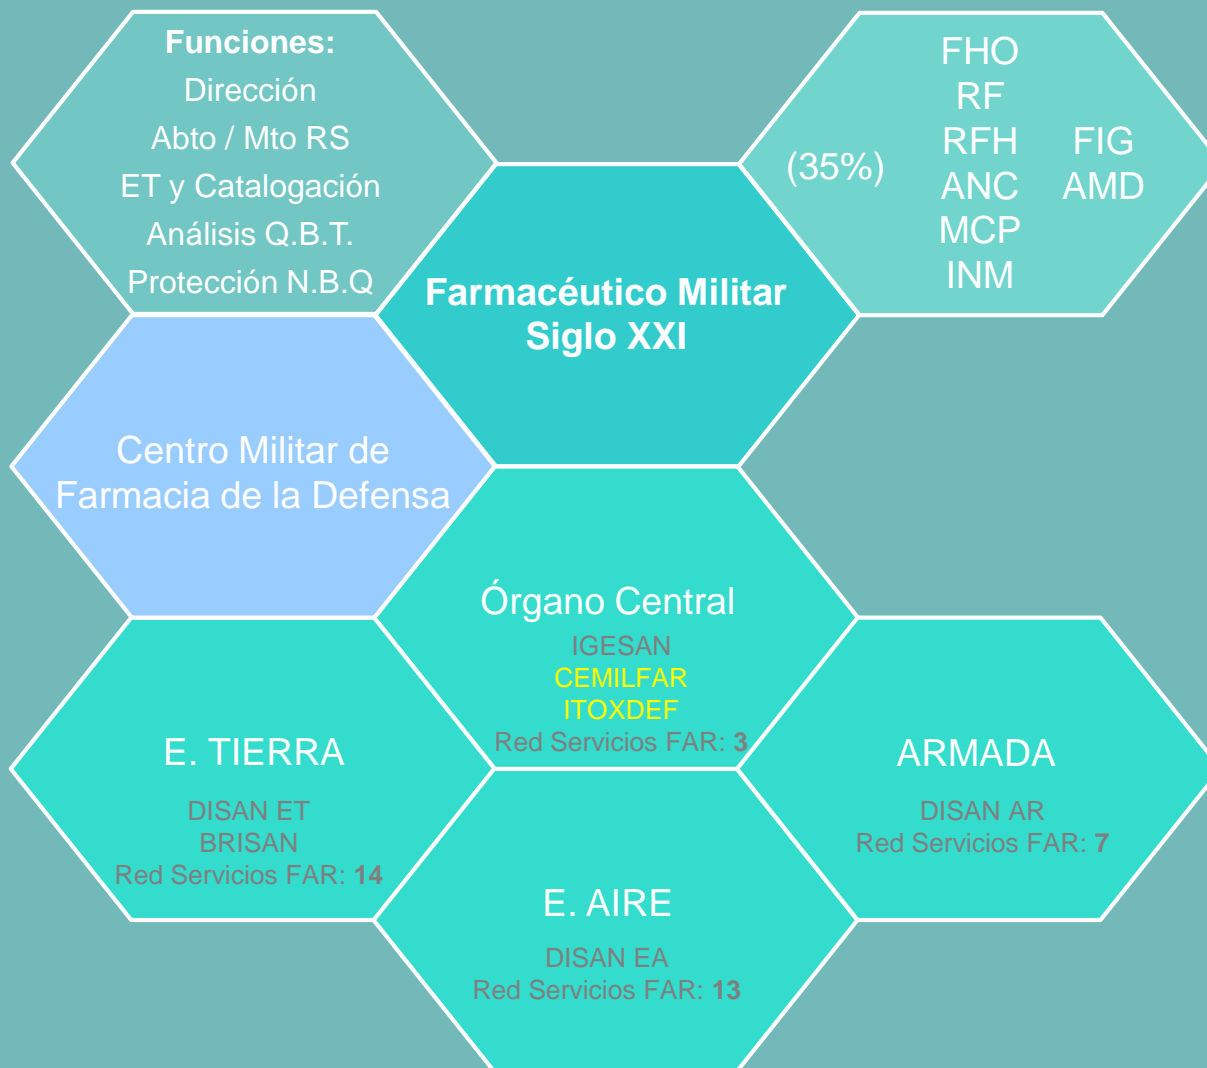 Funciones:
Dirección
Abto / Mto RS
ET y Catalogación
Análisis Q.B.T.
Protección N.B.Q
(35%)
FHO
RF
RFH
ANC
MCP
INM
FIG
AMD
Farmacéutico Militar
Siglo XXI
Centro Militar de
Farmacia de la Defensa
Órgano Central
IGESAN
CEMILFAR
ITOXDEF
Red Servicios FAR: 3
E. TIERRA
DISAN ET
BRISAN
Red Servicios FAR: 14
ARMADA
DISAN AR
Red Servicios FAR: 7
E. AIRE
DISAN EA
Red Servicios FAR: 13